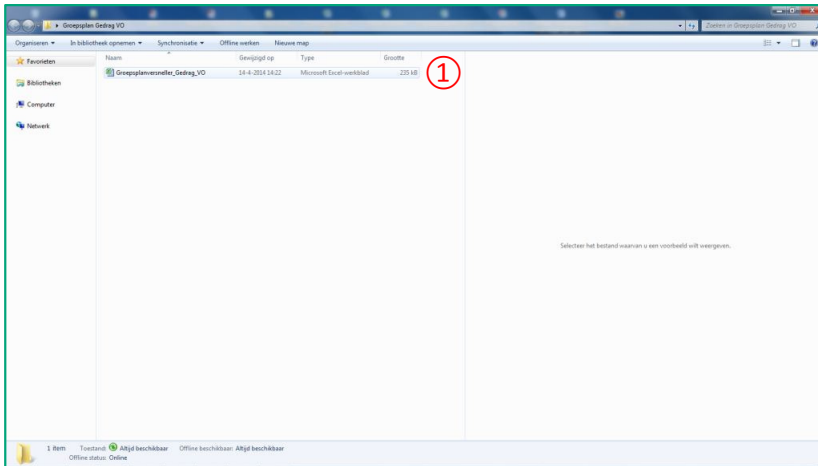 Groepsplan Gedrag VO
Zoeken in Groepsplan Gedrag VO
Organiseren In bibliotheek opnemen Synchronisatie Offline werken Nieuwe map
Favorieten
Bibliotheken
Computer
Netwerk
Naam Gewijzigd op Type Grootte
Groepsplanversneller_Gedrag_VO 14-4-2014 14:22 Microsoft Excel-werkblad 235 kB
1
Selecteer het bestand waarvan u een voorbeeld wilt weergeven.
1 item Toestand: Altijd beschikbaar Offline beschikbaar: Altijd beschikbaar
Offline status: Online